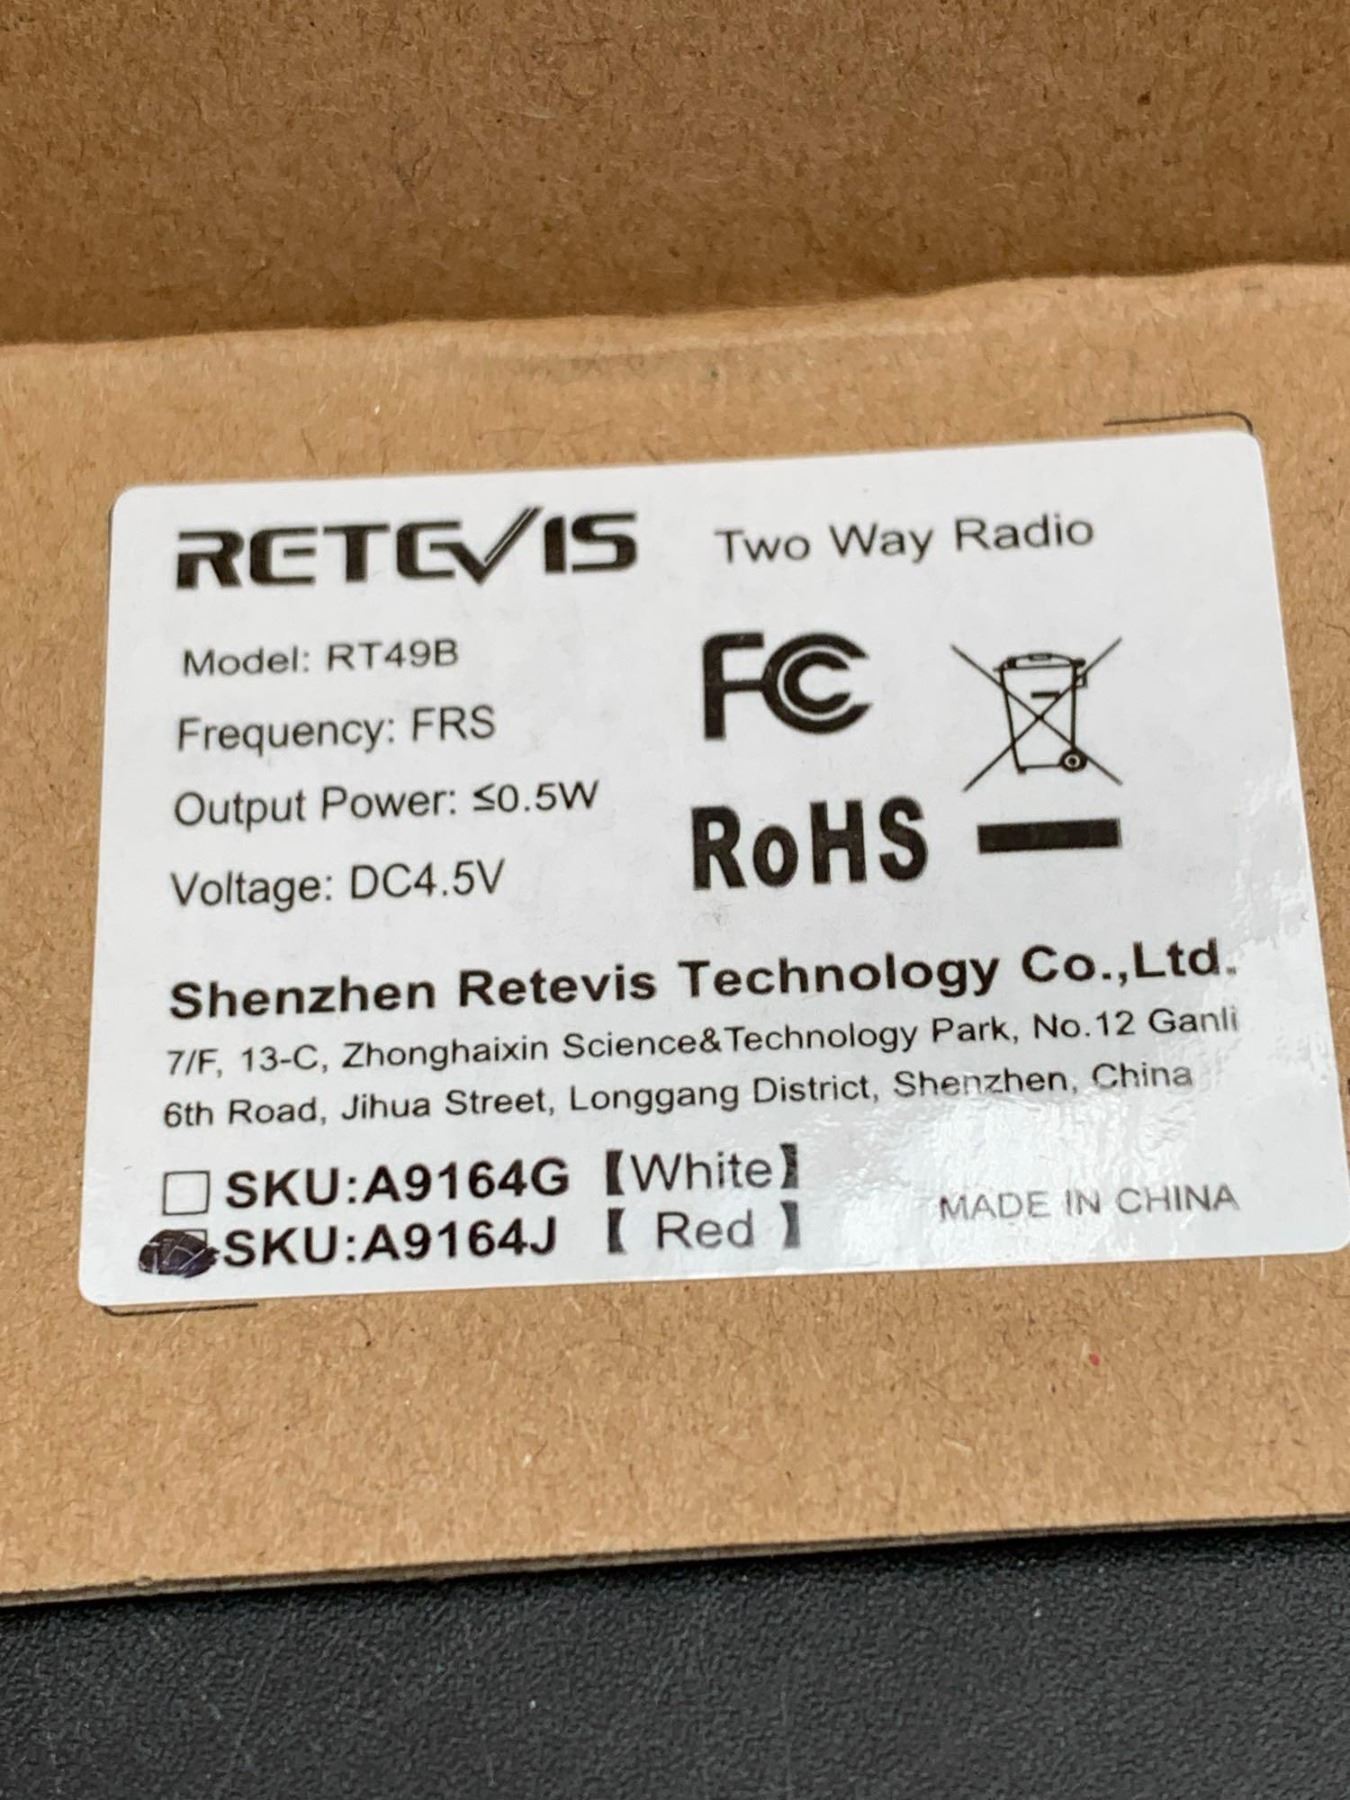 RETEVIS Two Way Radio
Model: RT49B
Frequency: FRS
Output Power: ≤0.5W
Voltage: DC4.5V
FC
RoHS
Shenzhen Retevis Technology Co.,Ltd.
7/F, 13-C, Zhonghaixin Science&Technology Park, No.12 Ganli
6th Road, Jihua Street, Longgang District, Shenzhen, China
SKU:A9164G【White】
SKU:A9164J【 Red 】
MADE IN CHINA